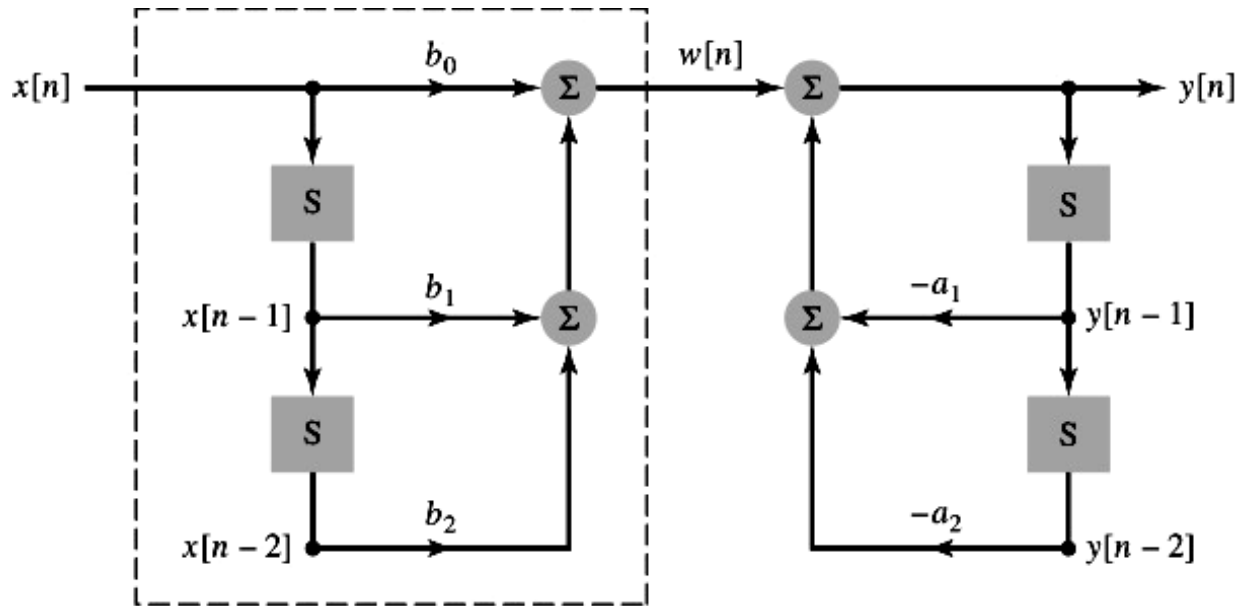 x[n] b₀ Σ w[n] Σ y[n]
S S
x[n − 1] b₁ Σ Σ −a₁ y[n − 1]
S S
x[n − 2] b₂ −a₂ y[n − 2]